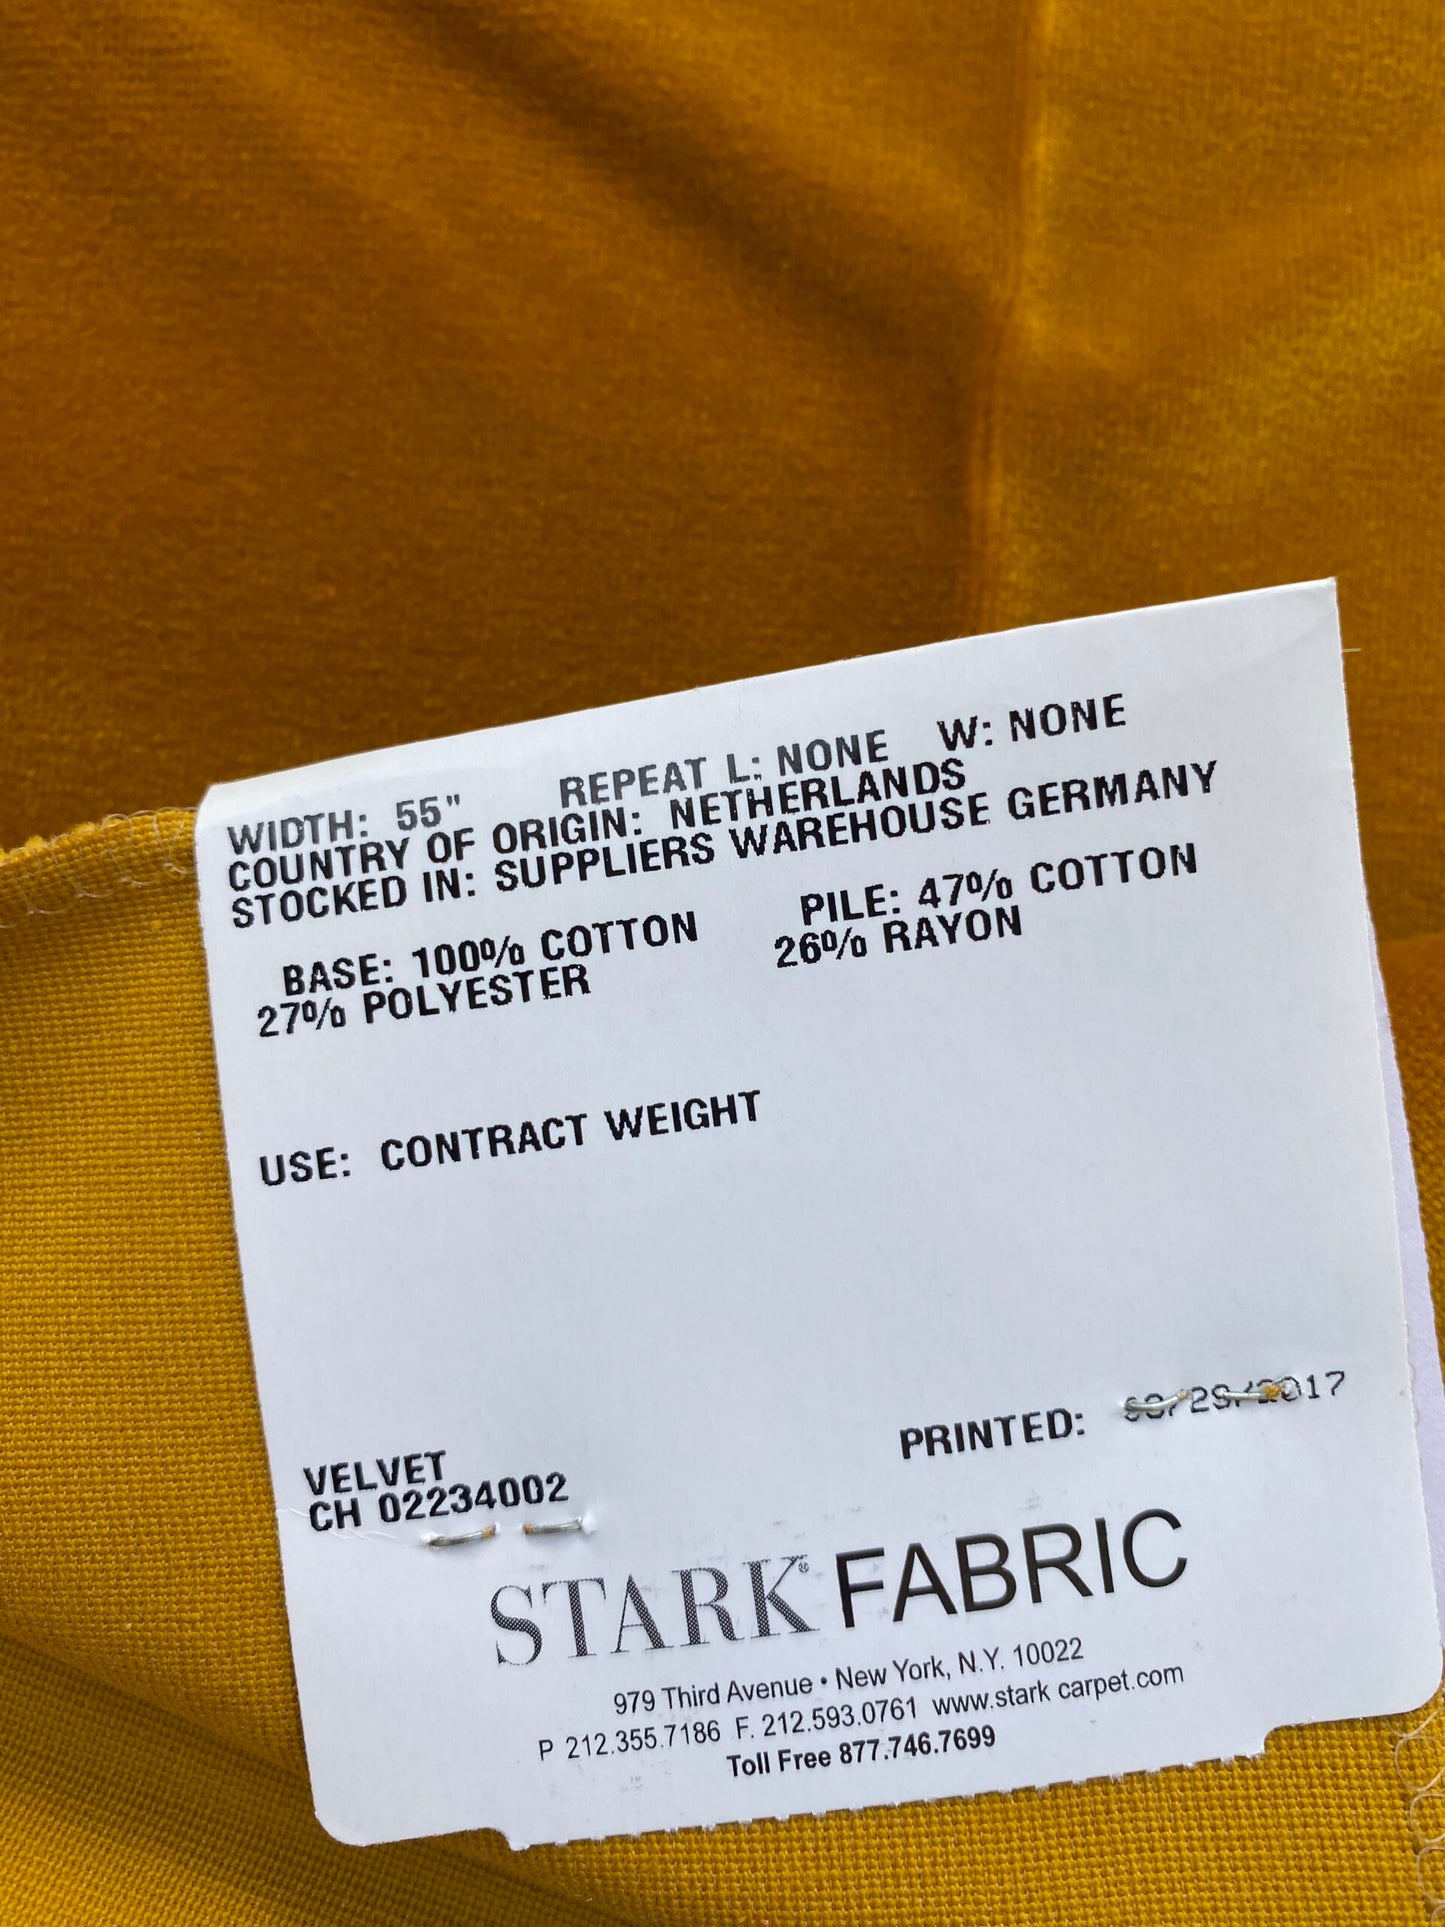 WIDTH: 55" REPEAT L: NONE W: NONE
COUNTRY OF ORIGIN: NETHERLANDS
STOCKED IN: SUPPLIERS WAREHOUSE GERMANY
BASE: 100% COTTON PILE: 47% COTTON
27% POLYESTER 26% RAYON
USE: CONTRACT WEIGHT
PRINTED:
VELVET
CH 02234002
STARK® FABRIC
979 Third Avenue • New York, N.Y. 10022
P 212.355.7186 F. 212.593.0761 www.stark carpet.com
Toll Free 877.746.7699